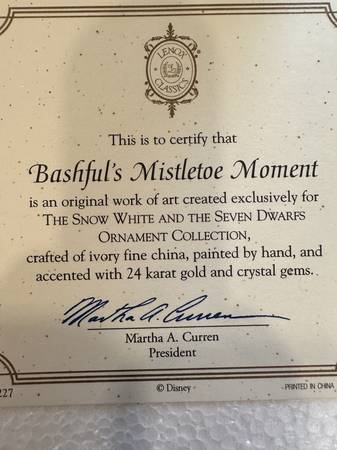 LENOX
CLASSICS
This is to certify that
Bashful's Mistletoe Moment
is an original work of art created exclusively for
THE SNOW WHITE AND THE SEVEN DWARFS
ORNAMENT COLLECTION,
crafted of ivory fine china, painted by hand, and
accented with 24 karat gold and crystal gems.
Martha A. Curren
Martha A. Curren
President
227
© Disney
PRINTED IN CHINA